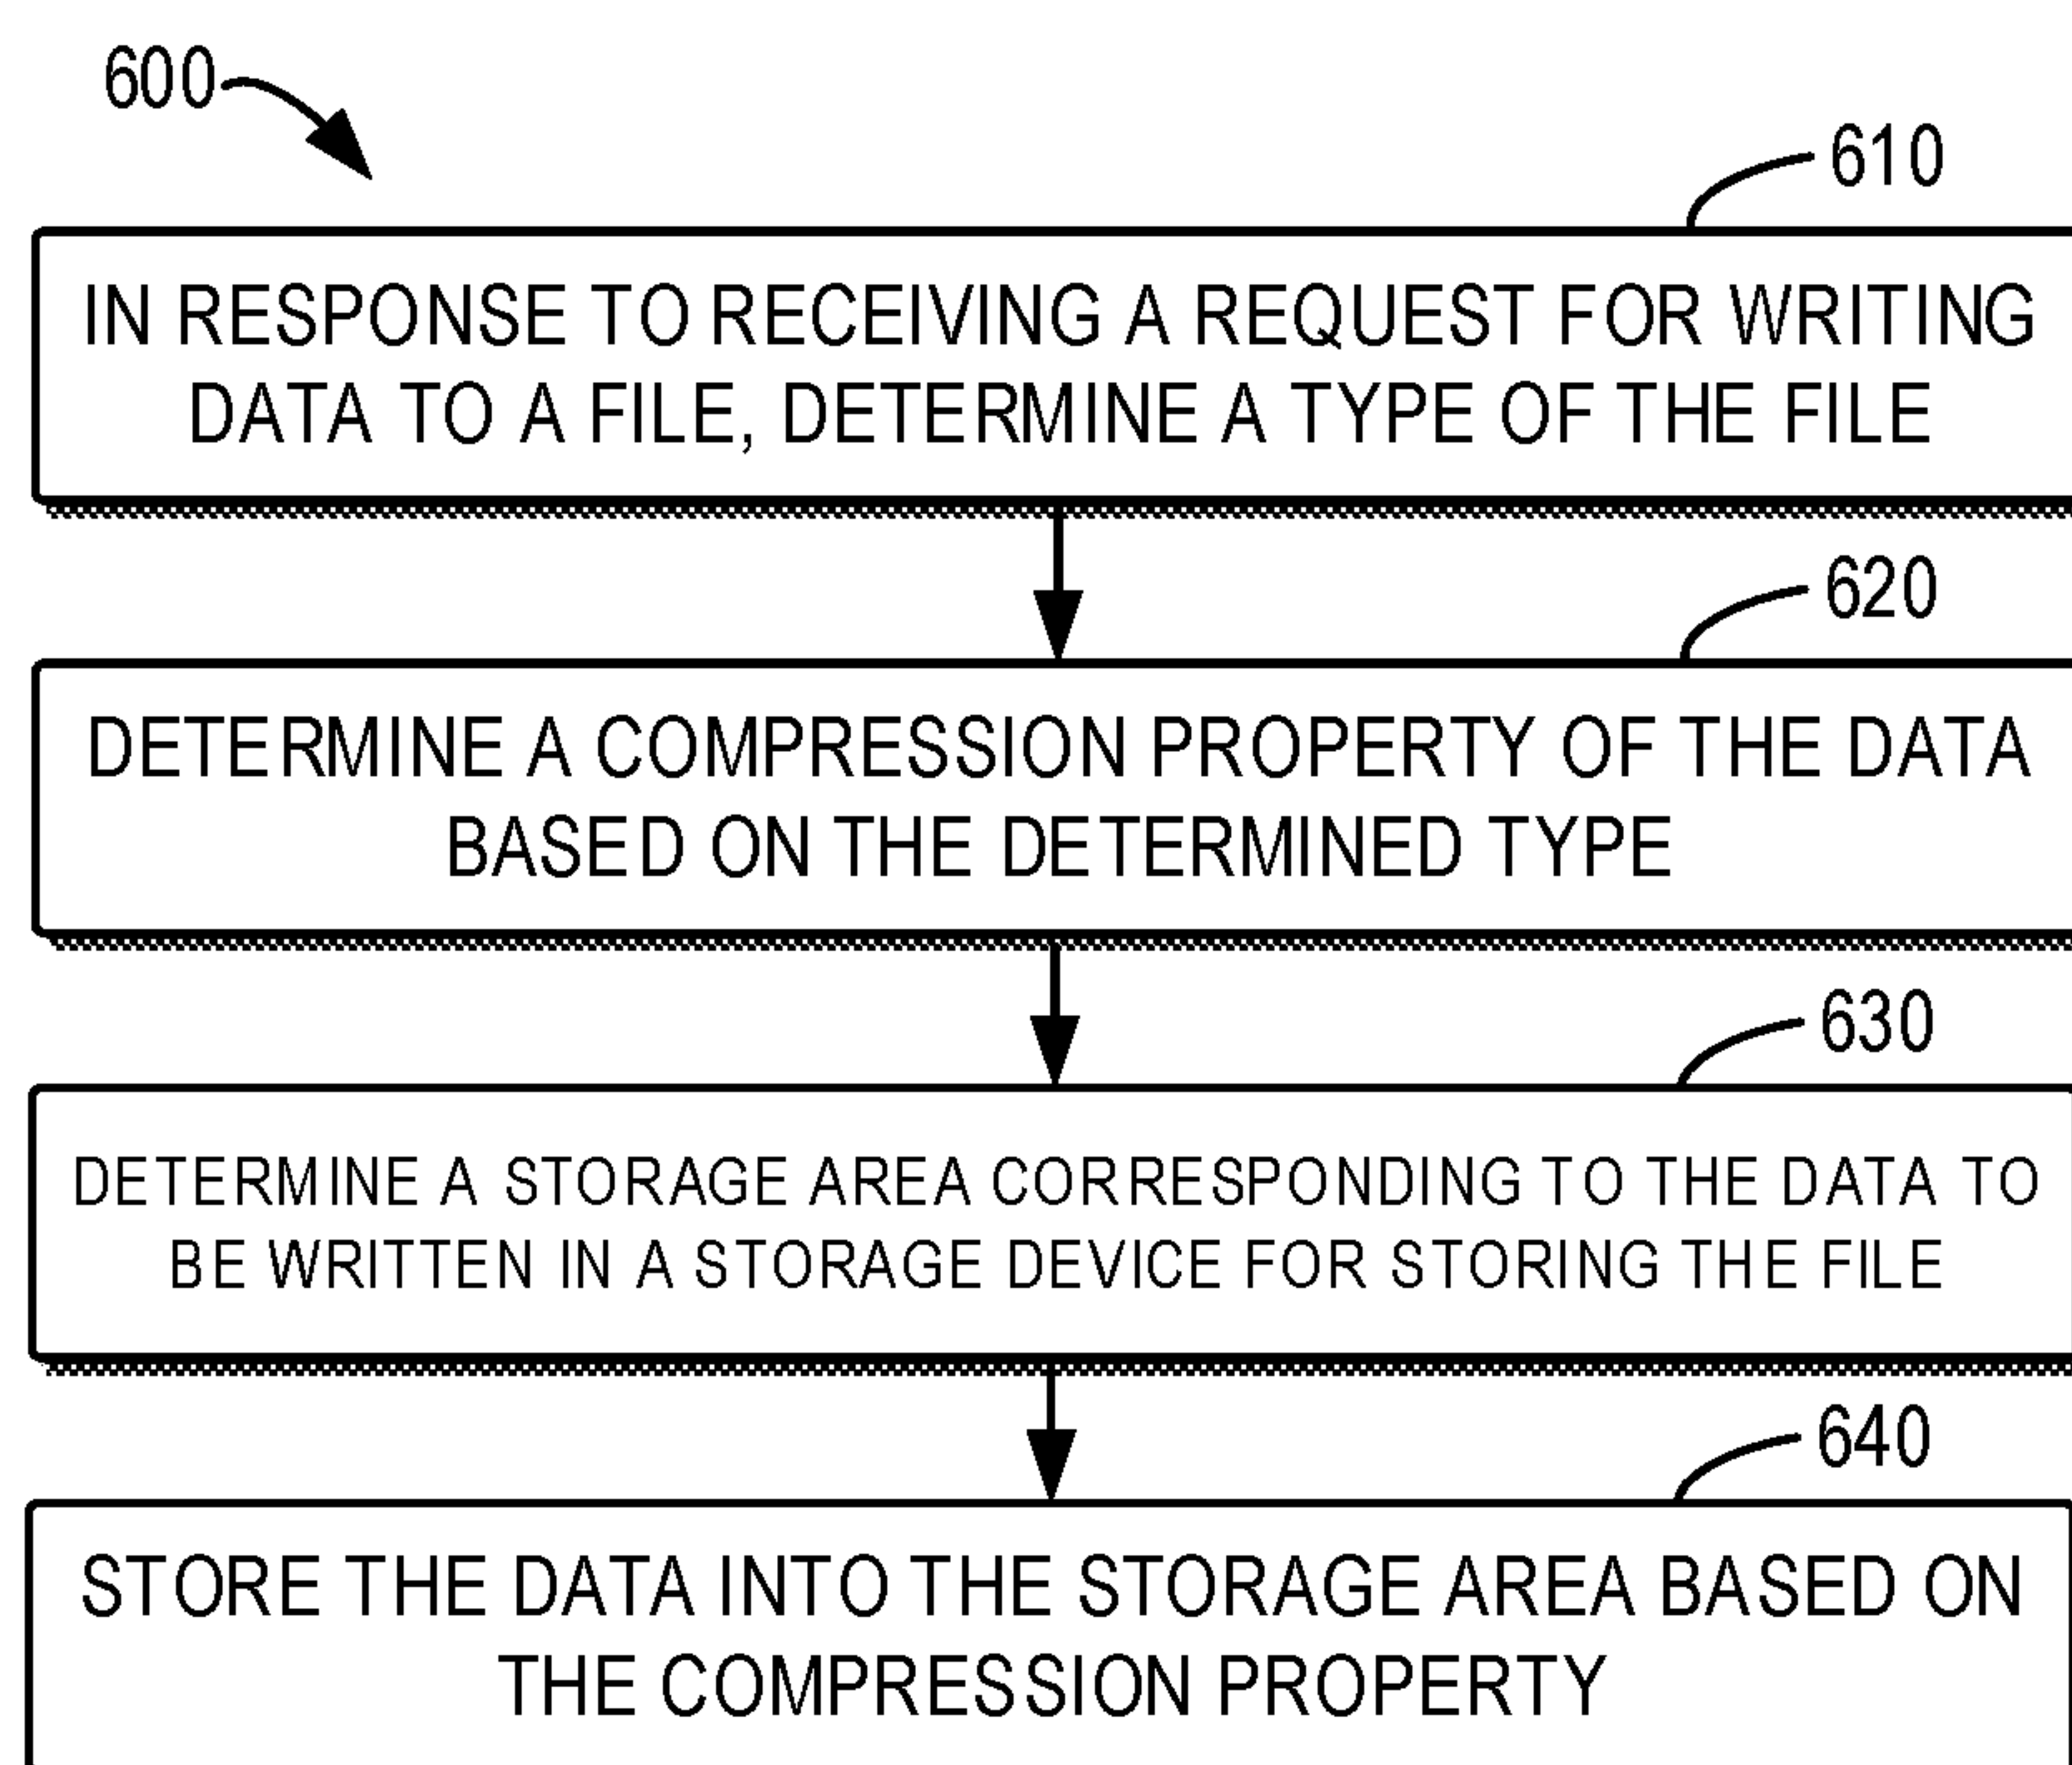 600
610
IN RESPONSE TO RECEIVING A REQUEST FOR WRITING
DATA TO A FILE, DETERMINE A TYPE OF THE FILE
620
DETERMINE A COMPRESSION PROPERTY OF THE DATA
BASED ON THE DETERMINED TYPE
630
DETERMINE A STORAGE AREA CORRESPONDING TO THE DATA TO
BE WRITTEN IN A STORAGE DEVICE FOR STORING THE FILE
640
STORE THE DATA INTO THE STORAGE AREA BASED ON
THE COMPRESSION PROPERTY